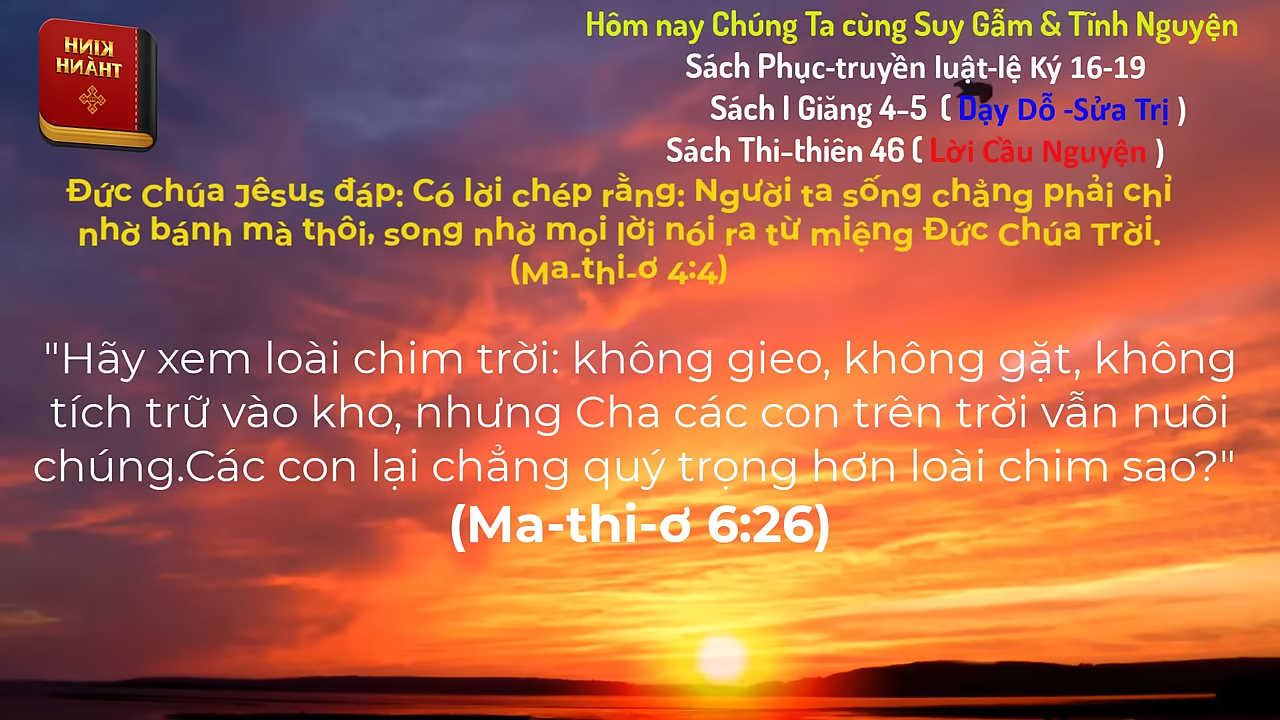 KINH
THÁNH
Hôm nay Chúng Ta cùng Suy Gẫm & Tĩnh Nguyện
Sách Phục-truyền luật-lệ Ký 16-19
Sách I Giăng 4-5 ( Dạy Dỗ -Sửa Trị )
Sách Thi-thiên 46 ( Lời Cầu Nguyện )
Đức Chúa Jêsus đáp: Có lời chép rằng: Người ta sống chẳng phải chỉ
nhờ bánh mà thôi, song nhờ mọi lời nói ra từ miệng Đức Chúa Trời.
(Ma-thi-ơ 4:4)
"Hãy xem loài chim trời: không gieo, không gặt, không
tích trữ vào kho, nhưng Cha các con trên trời vẫn nuôi
chúng.Các con lại chẳng quý trọng hơn loài chim sao?"
(Ma-thi-ơ 6:26)